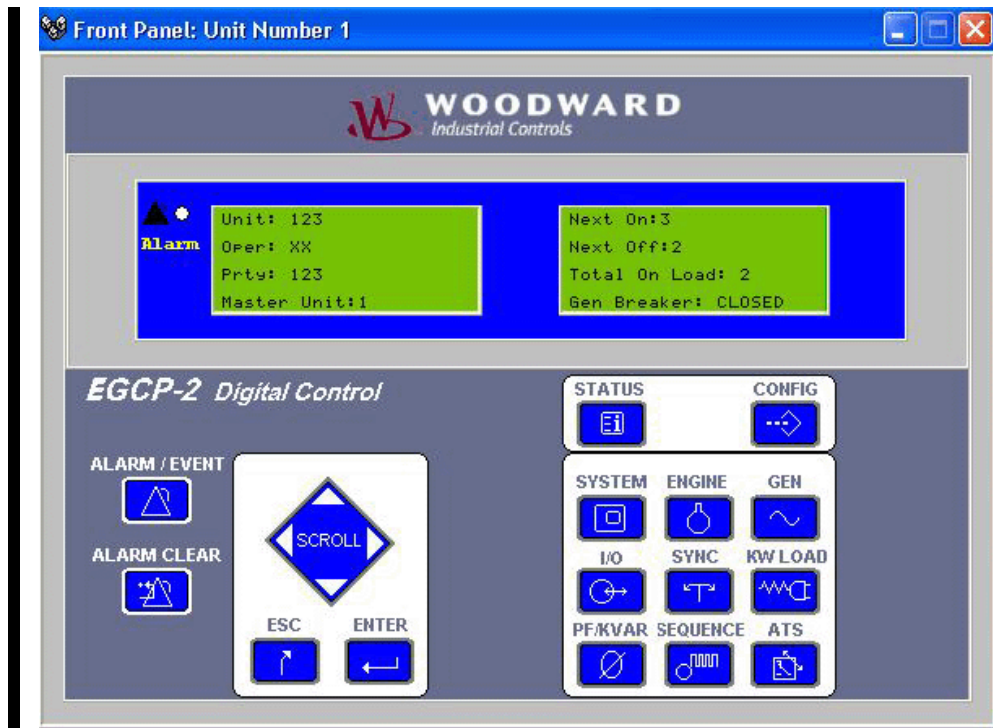 Front Panel: Unit Number 1
WOODWARD
Industrial Controls
Alarm
Unit: 123
Oper: XX
Prty: 123
Master Unit:1
Next On:3
Next Off:2
Total On Load: 2
Gen Breaker: CLOSED
EGCP-2 Digital Control
STATUS
CONFIG
ALARM / EVENT
ALARM CLEAR
SCROLL
ESC
ENTER
SYSTEM
ENGINE
GEN
I/O
SYNC
KW LOAD
PF/KVAR
SEQUENCE
ATS